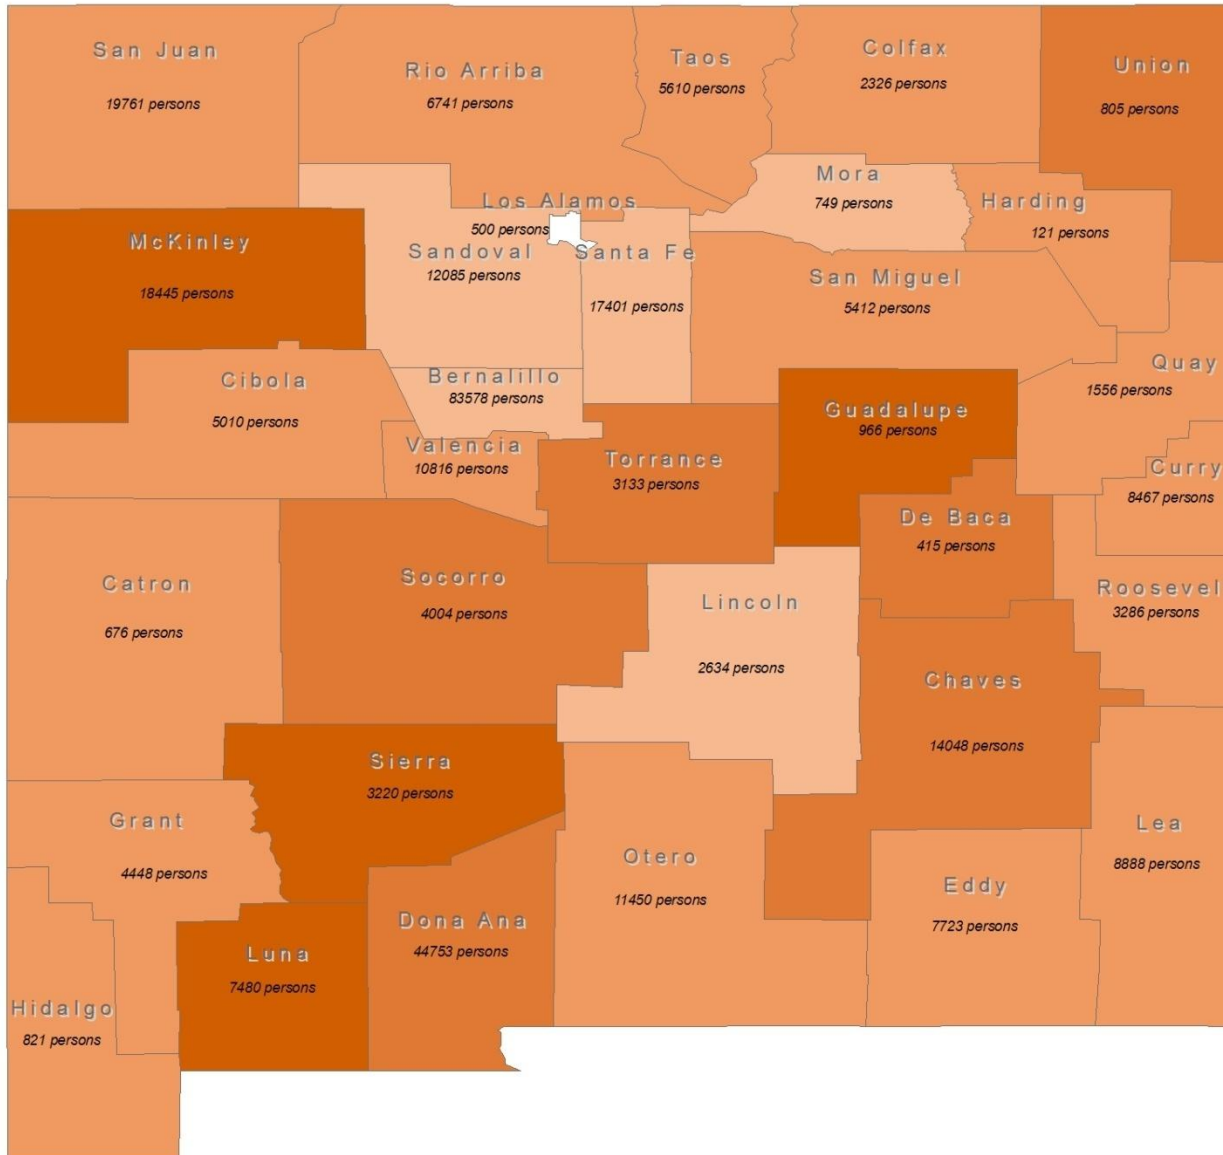 San Juan
19761 persons
Rio Arriba
6741 persons
Taos
5610 persons
Colfax
2326 persons
Union
805 persons
McKinley
18445 persons
Los Alamos
500 persons
Sandoval
12085 persons
Santa Fe
17401 persons
Mora
749 persons
Harding
121 persons
San Miguel
5412 persons
Cibola
5010 persons
Bernalillo
83578 persons
Valencia
10816 persons
Torrance
3133 persons
Guadalupe
966 persons
Quay
1556 persons
Curry
8467 persons
De Baca
415 persons
Roosevel
3286 persons
Catron
676 persons
Socorro
4004 persons
Lincoln
2634 persons
Chaves
14048 persons
Sierra
3220 persons
Grant
4448 persons
Otero
11450 persons
Lea
8888 persons
Eddy
7723 persons
Dona Ana
44753 persons
Luna
7480 persons
Hidalgo
821 persons